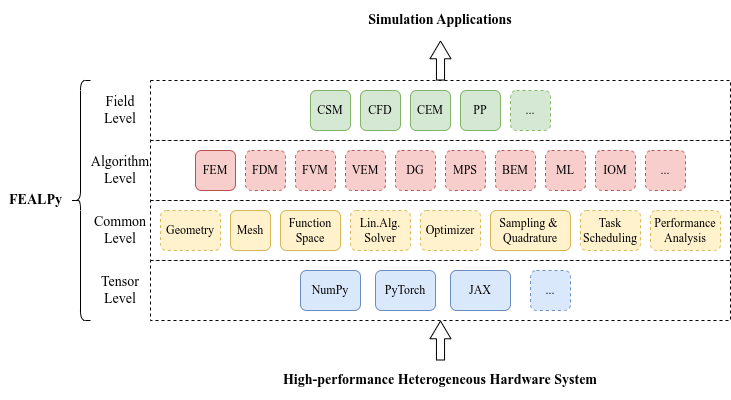 Simulation Applications
Field
Level
CSM CFD CEM PP ...
Algorithm
Level
FEM FDM FVM VEM DG MPS BEM ML IOM ...
FEALPy
Common
Level
Geometry
Mesh
Function
Space
Lin.Alg.
Solver
Optimizer
Sampling &
Quadrature
Task
Scheduling
Performance
Analysis
Tensor
Level
NumPy PyTorch JAX ...
High-performance Heterogeneous Hardware System